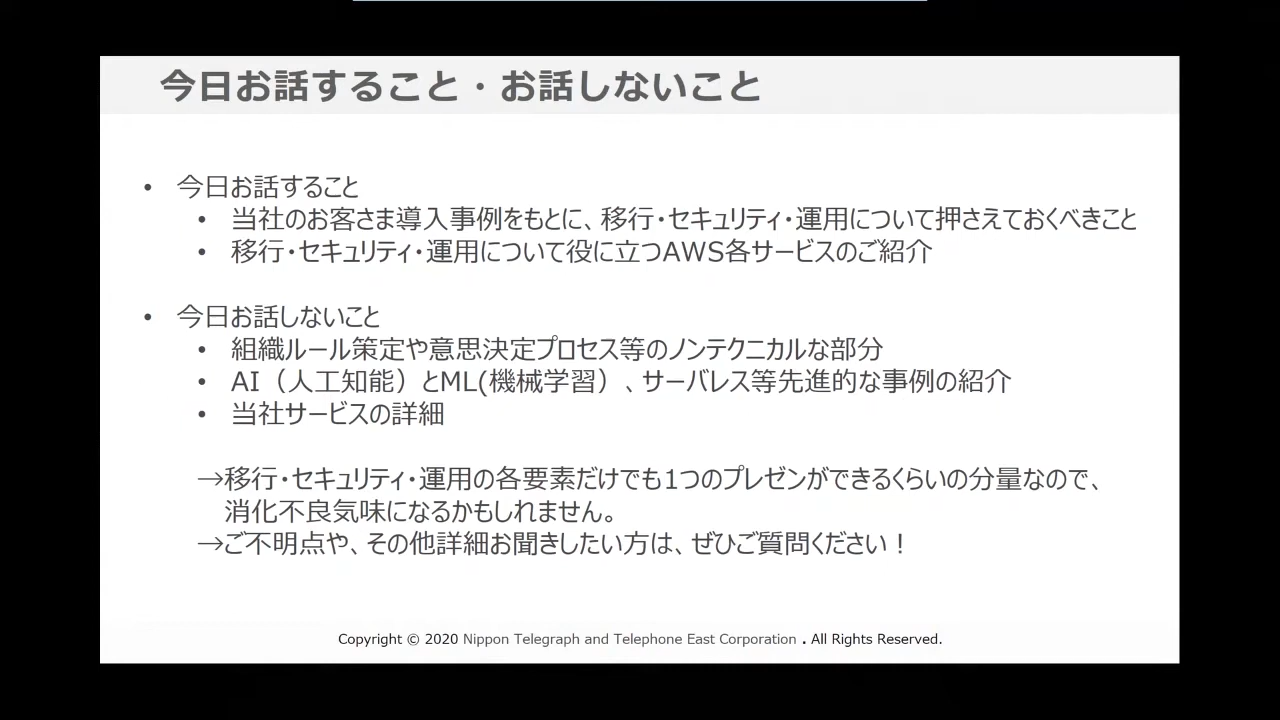 今日お話すること・お話しないこと
• 今日お話すること
• 当社のお客さま導入事例をもとに、移行・セキュリティ・運用について押さえておくべきこと
• 移行・セキュリティ・運用について役に立つAWS各サービスのご紹介
• 今日お話しないこと
• 組織ルール策定や意思決定プロセス等のノンテクニカルな部分
• AI（人工知能）とML(機械学習）、サーバレス等先進的な事例の紹介
• 当社サービスの詳細
→移行・セキュリティ・運用の各要素だけでも1つのプレゼンができるくらいの分量なので、
消化不良気味になるかもしれません。
→ご不明点や、その他詳細お聞きしたい方は、ぜひご質問ください！
Copyright © 2020 Nippon Telegraph and Telephone East Corporation . All Rights Reserved.